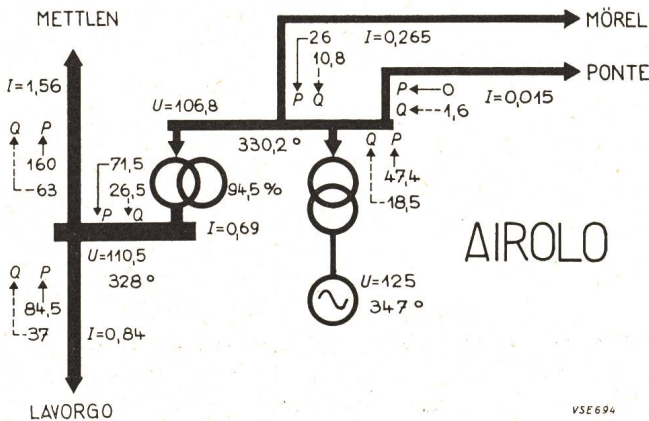 METTLEN
MÖREL
PONTE
AIROLO
LAVORGO
I=1,56
Q P
160
63
U=106,8
26
10,8
P Q
I=0,265
P 0
Q 1,6
I=0,015
330,2°
Q P
47,4
18,5
71,5
26,5
P Q
94,5 %
I=0,69
U=110,5
328°
U=125
347°
Q P
84,5
37
I=0,84
VSE694